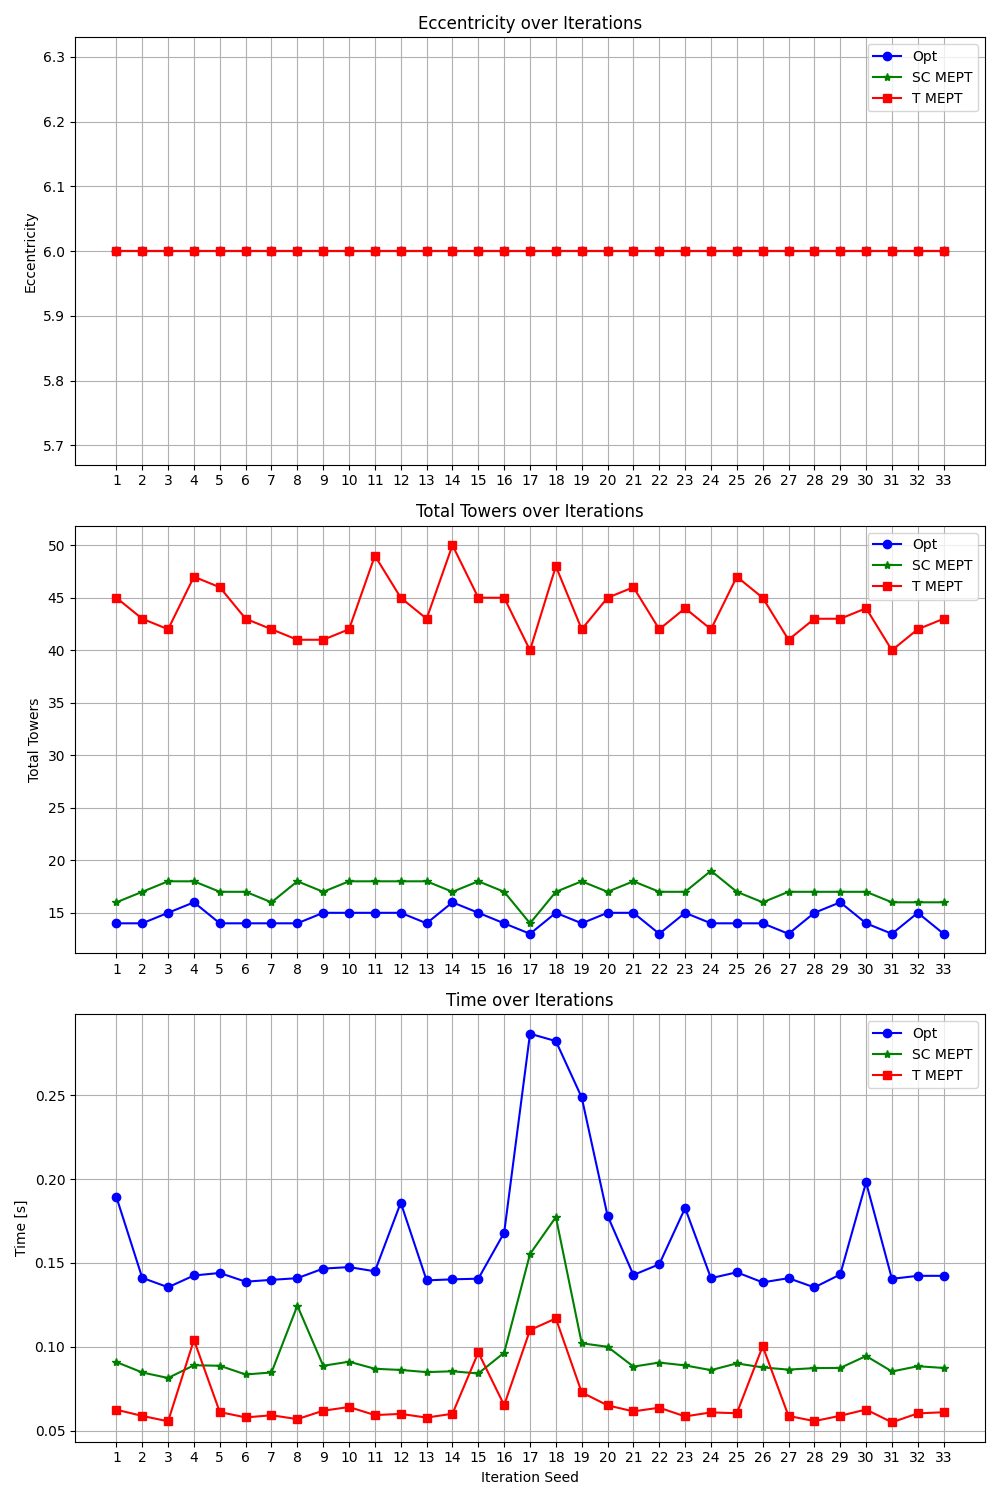 Eccentricity over Iterations
6.3
6.2
6.1
6.0
5.9
5.8
5.7
Eccentricity
Opt
SC MEPT
T MEPT
1 2 3 4 5 6 7 8 9 10 11 12 13 14 15 16 17 18 19 20 21 22 23 24 25 26 27 28 29 30 31 32 33
Total Towers over Iterations
50
45
40
35
30
25
20
15
Total Towers
Opt
SC MEPT
T MEPT
1 2 3 4 5 6 7 8 9 10 11 12 13 14 15 16 17 18 19 20 21 22 23 24 25 26 27 28 29 30 31 32 33
Time over Iterations
0.25
0.20
0.15
0.10
0.05
Time [s]
Opt
SC MEPT
T MEPT
1 2 3 4 5 6 7 8 9 10 11 12 13 14 15 16 17 18 19 20 21 22 23 24 25 26 27 28 29 30 31 32 33
Iteration Seed